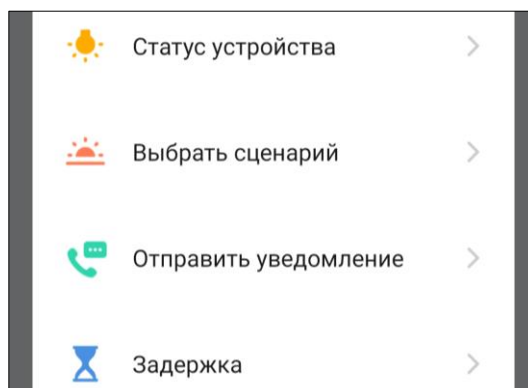 Статус устройства
Выбрать сценарий
Отправить уведомление
Задержка